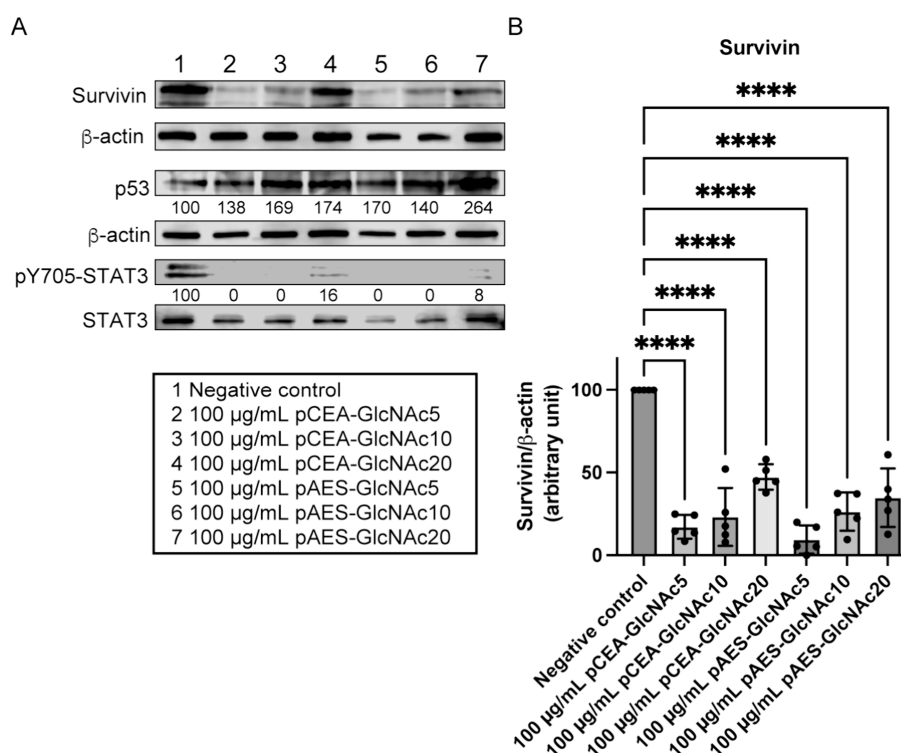 A
1 2 3 4 5 6 7
Survivin
β-actin
p53
100 138 169 174 170 140 264
β-actin
pY705-STAT3
100 0 0 16 0 0 8
STAT3
1 Negative control
2 100 µg/mL pCEA-GlcNAc5
3 100 µg/mL pCEA-GlcNAc10
4 100 µg/mL pCEA-GlcNAc20
5 100 µg/mL pAES-GlcNAc5
6 100 µg/mL pAES-GlcNAc10
7 100 µg/mL pAES-GlcNAc20
B
Survivin
****
****
****
****
****
****
Survivin/β-actin
(arbitrary unit)
100
50
0
Negative control
100 µg/mL pCEA-GlcNAc5
100 µg/mL pCEA-GlcNAc10
100 µg/mL pCEA-GlcNAc20
100 µg/mL pAES-GlcNAc5
100 µg/mL pAES-GlcNAc10
100 µg/mL pAES-GlcNAc20